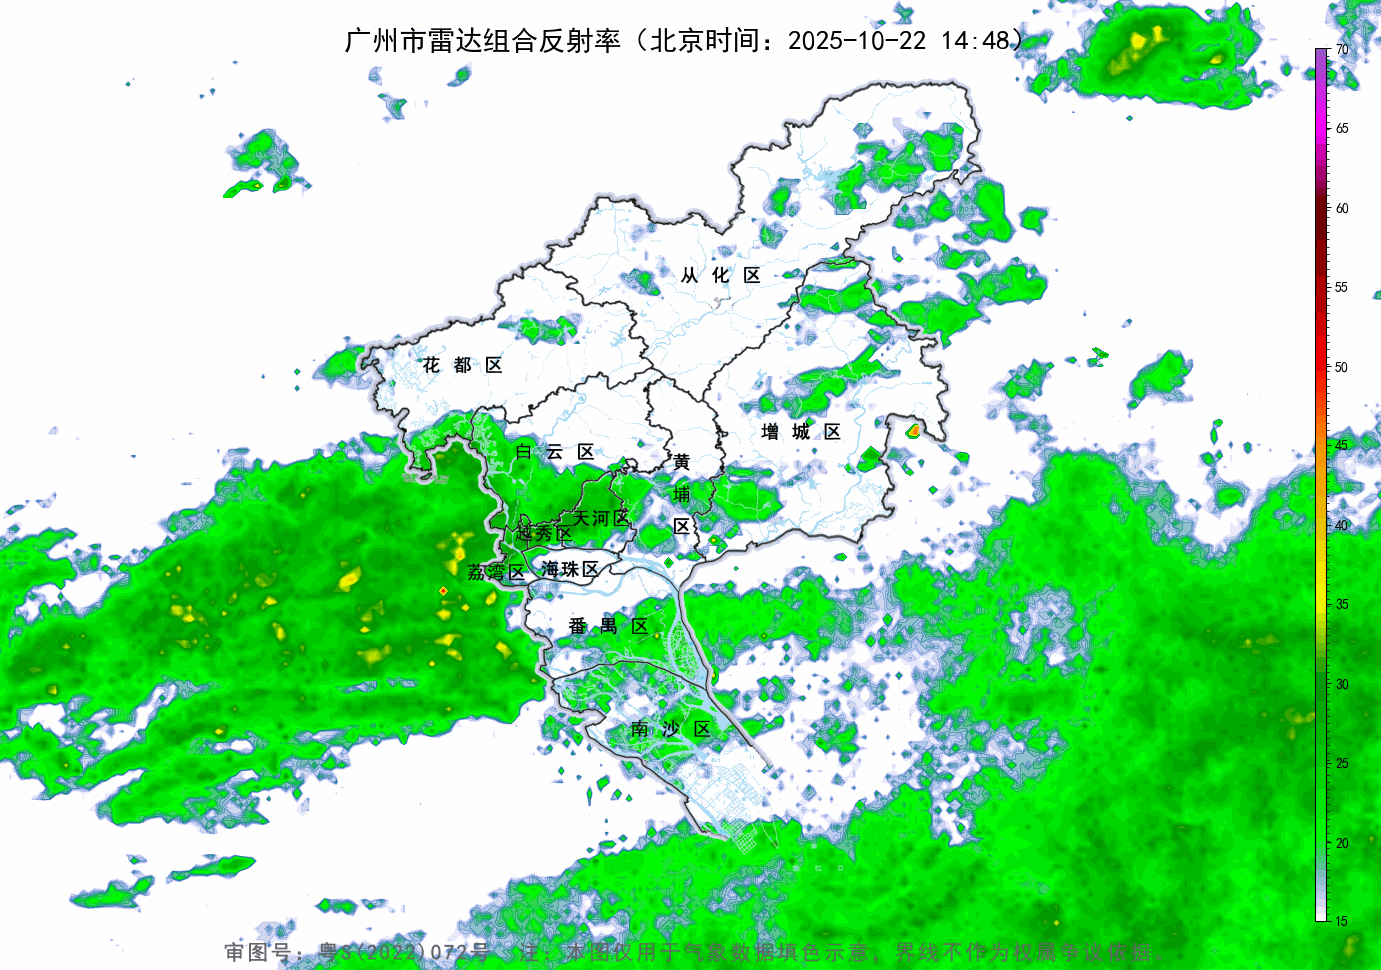 广州市雷达组合反射率（北京时间：2025-10-22 14:48）
70
65
60
55
50
45
40
35
30
25
20
15
从 化 区
花 都 区
增 城 区
白 云 区
黄
埔
区
天河区
越秀区
荔湾区
海珠区
番 禺 区
南 沙 区
审图号：粤S(2022)072号 注：本图仅用于气象数据填色示意，界线不作为权属争议依据。